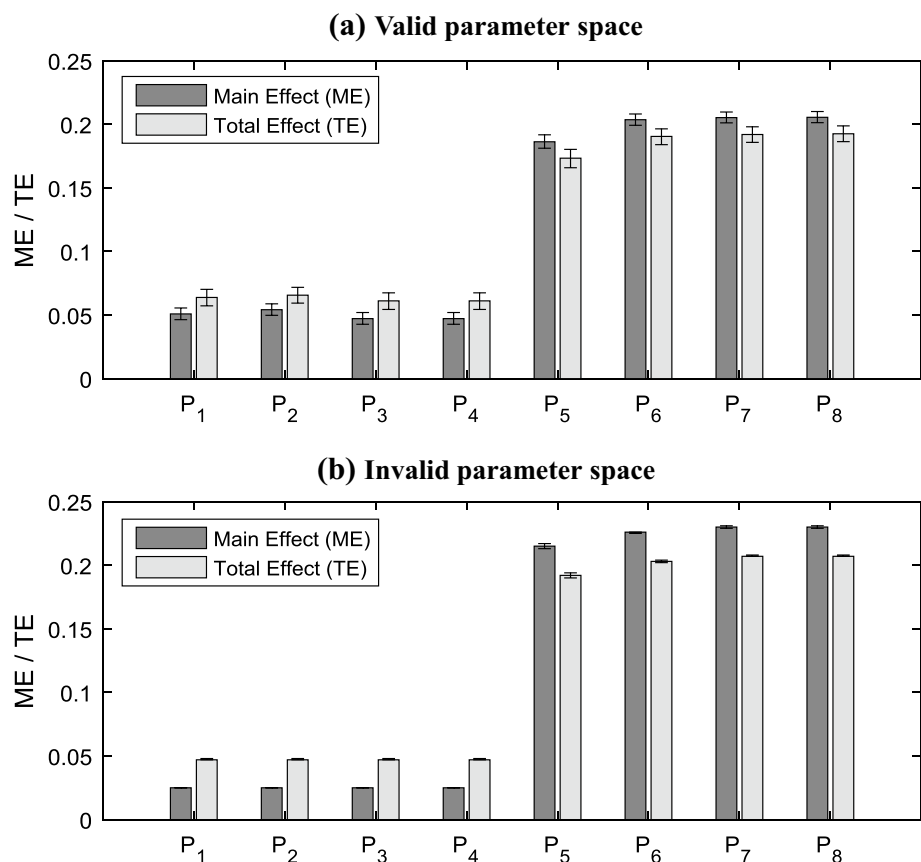 (a) Valid parameter space
0.25
0.2
0.15
0.1
0.05
0
ME / TE
Main Effect (ME)
Total Effect (TE)
P1 P2 P3 P4 P5 P6 P7 P8
(b) Invalid parameter space
0.25
0.2
0.15
0.1
0.05
0
ME / TE
Main Effect (ME)
Total Effect (TE)
P1 P2 P3 P4 P5 P6 P7 P8